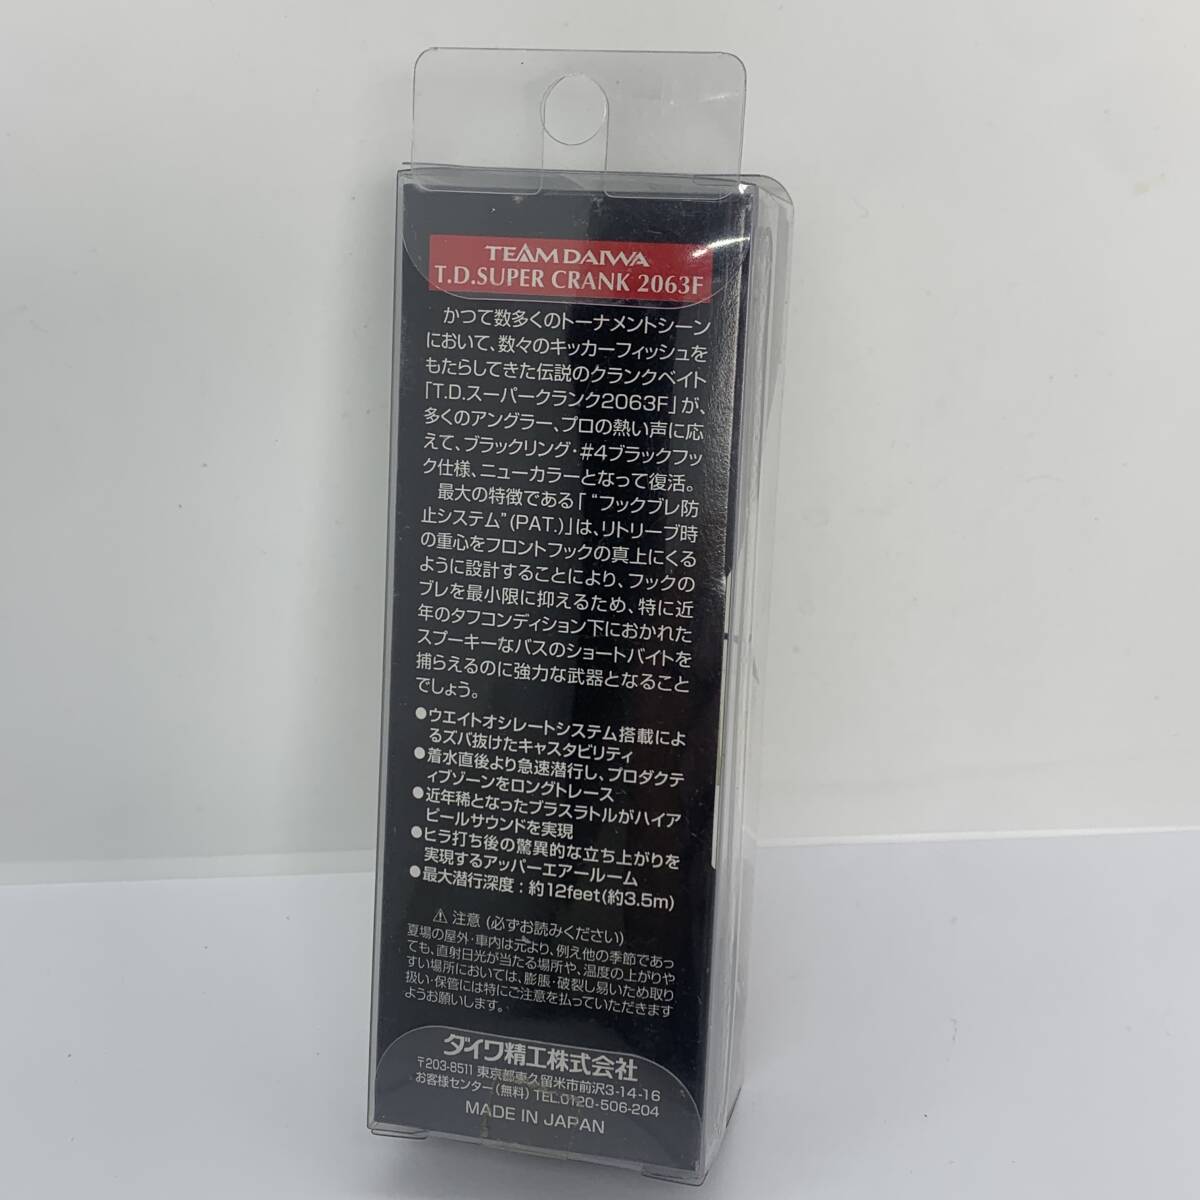 TEAM DAIWA
T.D.SUPER CRANK 2063F
かつて数多くのトーナメントシーン
において、数々のキッカーフィッシュを
もたらしてきた伝説のクランクベイト
「T.D.スーパークランク2063F」が、
多くのアングラー、プロの熱い声に応
えて、ブラックリング・#4ブラックフッ
ク仕様、ニューカラーとなって復活。
最大の特徴である「“フックブレ防
止システム”(PAT.)」は、リトリーブ時
の重心をフロントフックの真上にくる
ように設計することにより、フックの
ブレを最小限に抑えるため、特に近
年のタフコンディション下におかれた
スプーキーなバスのショートバイトを
捕らえるのに強力な武器となること
でしょう。
●ウエイトオシレートシステム搭載によ
るズバ抜けたキャスタビリティ
●着水直後より急速潜行し、プロダクテ
ィブゾーンをロングトレース
●近年稀となったブラスラトルがハイア
ピールサウンドを実現
●ヒラ打ち後の驚異的な立ち上がりを
実現するアッパーエアールーム
●最大潜行深度:約12feet(約3.5m)
⚠ 注意 (必ずお読みください)
夏場の屋外・車内は元より、例え他の季節であっ
ても、直射日光が当たる場所や、温度の上がりや
すい場所においては、膨脹・破裂し易いため取り
扱い・保管には特にご注意を払っていただきます
ようお願いします。
ダイワ精工株式会社
〒203-8511 東京都東久留米市前沢3-14-16
お客様センター(無料) TEL.0120-506-204
MADE IN JAPAN